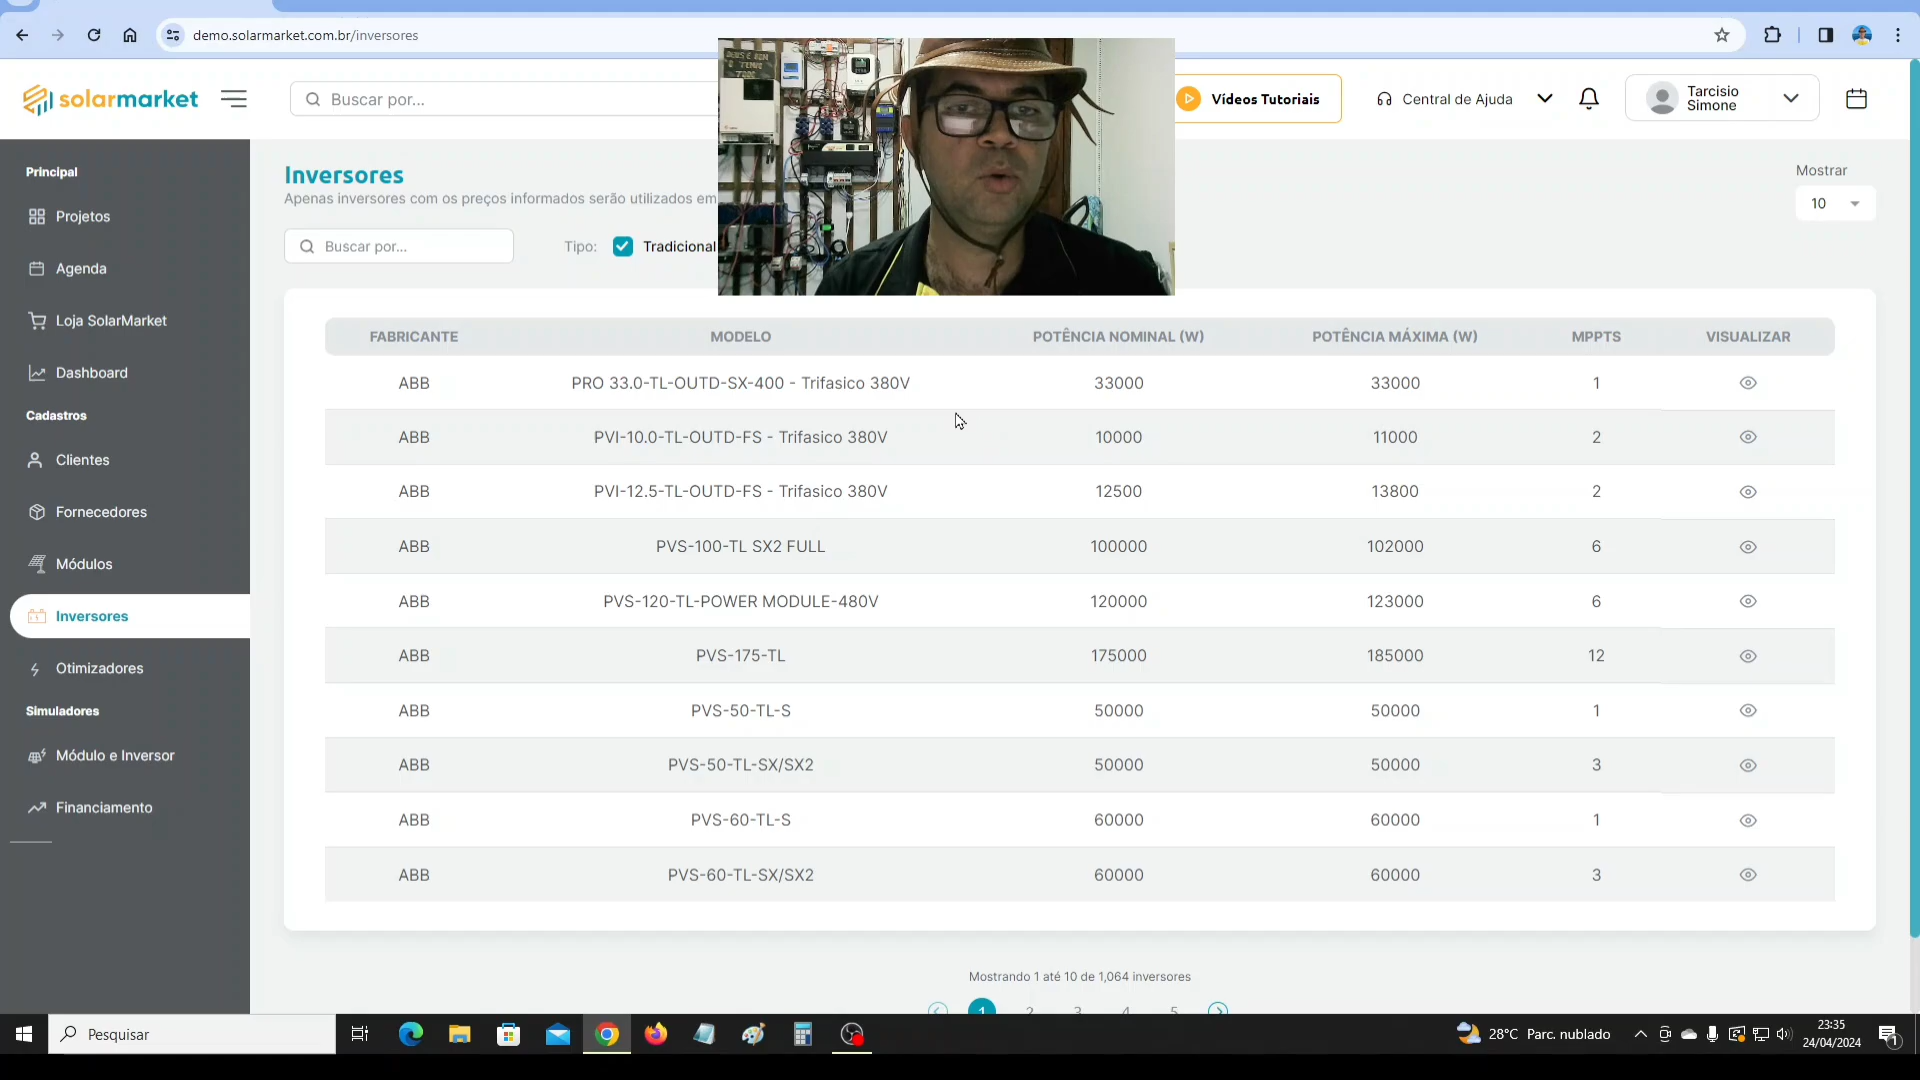 demo.solarmarket.com.br/inversores
solarmarket
Buscar por...
Vídeos Tutoriais
Central de Ajuda
Tarcisio
Simone
Principal
Projetos
Agenda
Loja SolarMarket
Dashboard
Cadastros
Clientes
Fornecedores
Módulos
Inversores
Otimizadores
Simuladores
Módulo e Inversor
Financiamento
Inversores
Apenas inversores com os preços informados serão utilizados em
Mostrar
10
Buscar por...
Tipo:
Tradicional
FABRICANTE MODELO POTÊNCIA NOMINAL (W) POTÊNCIA MÁXIMA (W) MPPTS VISUALIZAR
ABB PRO 33.0-TL-OUTD-SX-400 - Trifasico 380V 33000 33000 1
ABB PVI-10.0-TL-OUTD-FS - Trifasico 380V 10000 11000 2
ABB PVI-12.5-TL-OUTD-FS - Trifasico 380V 12500 13800 2
ABB PVS-100-TL SX2 FULL 100000 102000 6
ABB PVS-120-TL-POWER MODULE-480V 120000 123000 6
ABB PVS-175-TL 175000 185000 12
ABB PVS-50-TL-S 50000 50000 1
ABB PVS-50-TL-SX/SX2 50000 50000 3
ABB PVS-60-TL-S 60000 60000 1
ABB PVS-60-TL-SX/SX2 60000 60000 3
Mostrando 1 até 10 de 1,064 inversores
1 2 3 4 5
Pesquisar
28°C Parc. nublado
23:35
24/04/2024
1